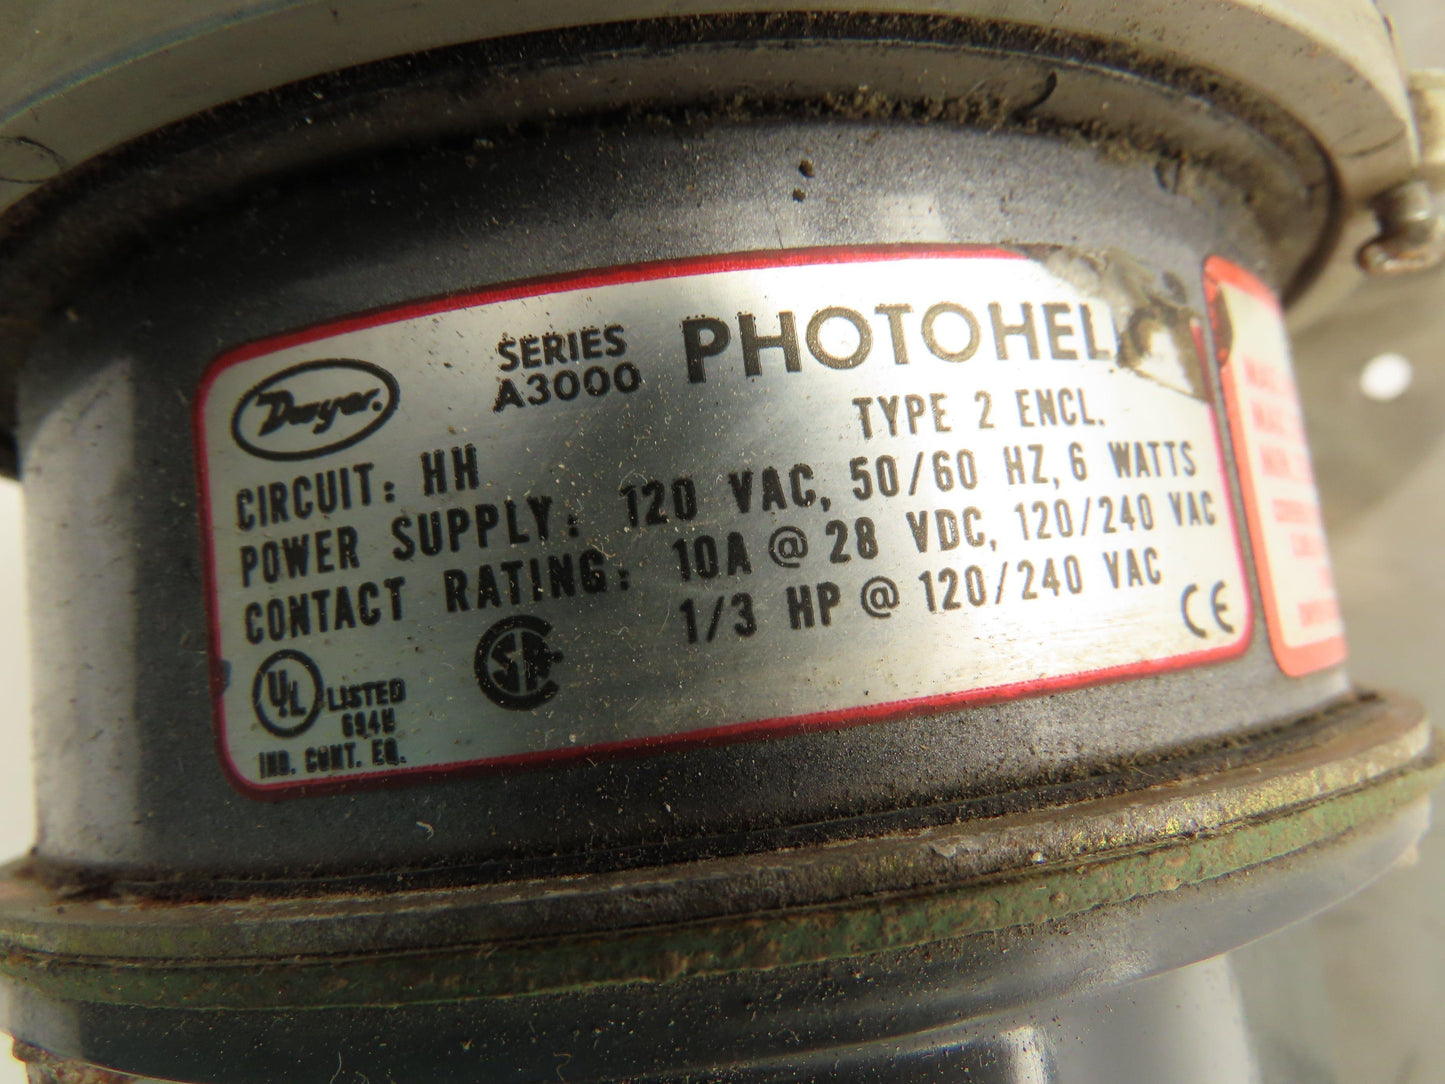 Dwyer.
SERIES
A3000
PHOTOHEL
TYPE 2 ENCL.
CIRCUIT: HH
POWER SUPPLY: 120 VAC, 50/60 HZ, 6 WATTS
CONTACT RATING: 10A @ 28 VDC, 120/240 VAC
1/3 HP @ 120/240 VAC
UL LISTED
694M
IND. CONT. EQ.
SA
CE